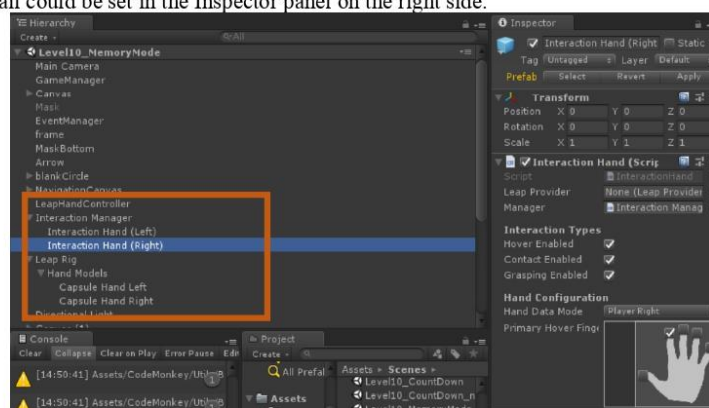 all could be set in the Inspector panel on the right side.
Hierarchy
Create
All
Level10_MemoryMode
Main Camera
GameManager
Canvas
Mask
EventManager
frame
MaskBottom
Arrow
blankCircle
NavigationCanvas
LeapHandController
Interaction Manager
Interaction Hand (Left)
Interaction Hand (Right)
Leap Rig
Hand Models
Capsule Hand Left
Capsule Hand Right
Directional Light
Console
Clear Collapse Clear on Play Error Pause Edi
[14:50:41] Assets/CodeMonkey/Utils
1
[14:50:41] Assets/CodeMonkey/Utils
Project
Create
All Prefal
Assets
Assets ▸ Scenes ▸
Level10_CountDown
Level10_CountDown_n
Inspector
Interaction Hand (Right Static
Tag Untagged Layer Default
Prefab Select Revert Apply
Transform
Position X 0 Y 0 Z 0
Rotation X 0 Y 0 Z 0
Scale X 1 Y 1 Z 1
Interaction Hand (Scrip
Script InteractionHand
Leap Provider None (Leap Provider
Manager Interaction Manag
Interaction Types
Hover Enabled
Contact Enabled
Grasping Enabled
Hand Configuration
Hand Data Mode Player Right
Primary Hover Finge